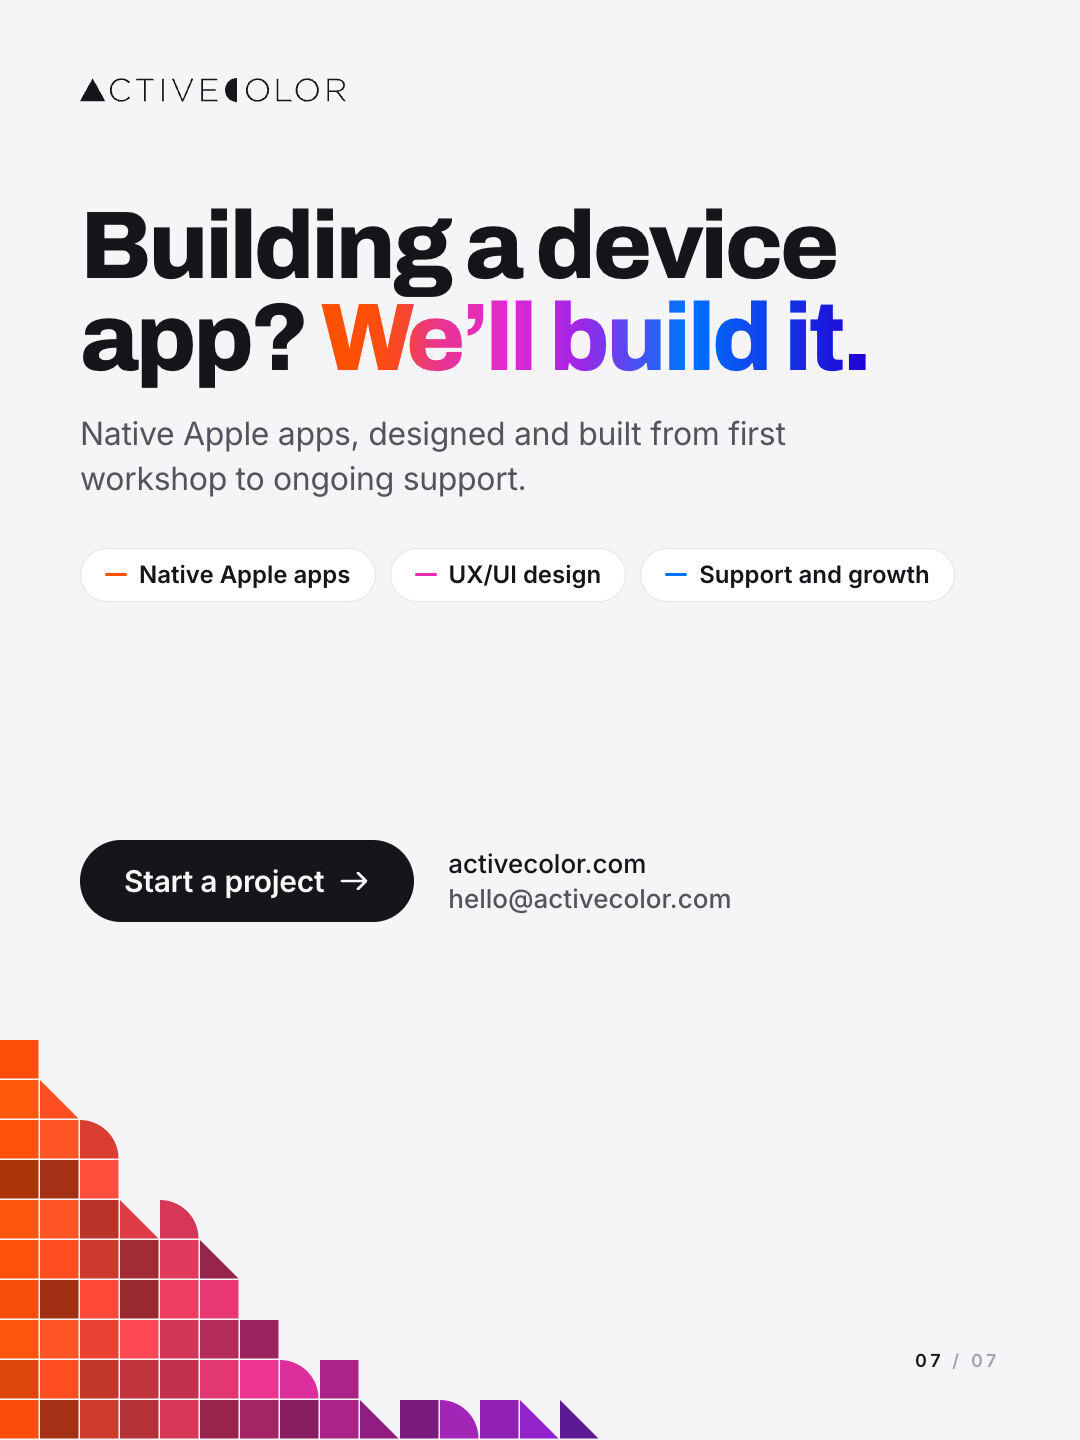 ACTIVECOLOR
Building a device
app? We’ll build it.
Native Apple apps, designed and built from first
workshop to ongoing support.
Native Apple apps
UX/UI design
Support and growth
Start a project →
activecolor.com
hello@activecolor.com
07 / 07